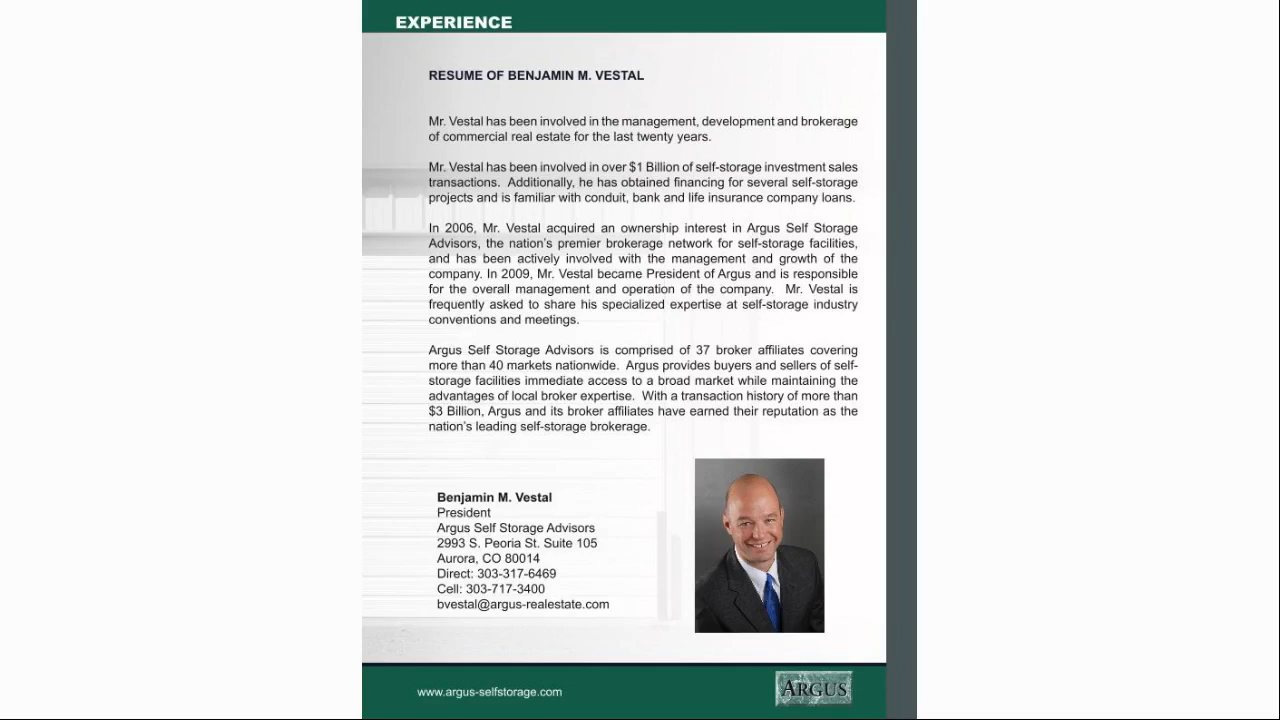 EXPERIENCE
RESUME OF BENJAMIN M. VESTAL
Mr. Vestal has been involved in the management, development and brokerage
of commercial real estate for the last twenty years.
Mr. Vestal has been involved in over $1 Billion of self-storage investment sales
transactions.  Additionally, he has obtained financing for several self-storage
projects and is familiar with conduit, bank and life insurance company loans.
In 2006, Mr. Vestal acquired an ownership interest in Argus Self Storage
Advisors, the nation's premier brokerage network for self-storage facilities,
and has been actively involved with the management and growth of the
company. In 2009, Mr. Vestal became President of Argus and is responsible
for the overall management and operation of the company.  Mr. Vestal is
frequently asked to share his specialized expertise at self-storage industry
conventions and meetings.
Argus Self Storage Advisors is comprised of 37 broker affiliates covering
more than 40 markets nationwide.  Argus provides buyers and sellers of self-
storage facilities immediate access to a broad market while maintaining the
advantages of local broker expertise.  With a transaction history of more than
$3 Billion, Argus and its broker affiliates have earned their reputation as the
nation's leading self-storage brokerage.
Benjamin M. Vestal
President
Argus Self Storage Advisors
2993 S. Peoria St. Suite 105
Aurora, CO 80014
Direct: 303-317-6469
Cell: 303-717-3400
bvestal@argus-realestate.com
www.argus-selfstorage.com
ARGUS